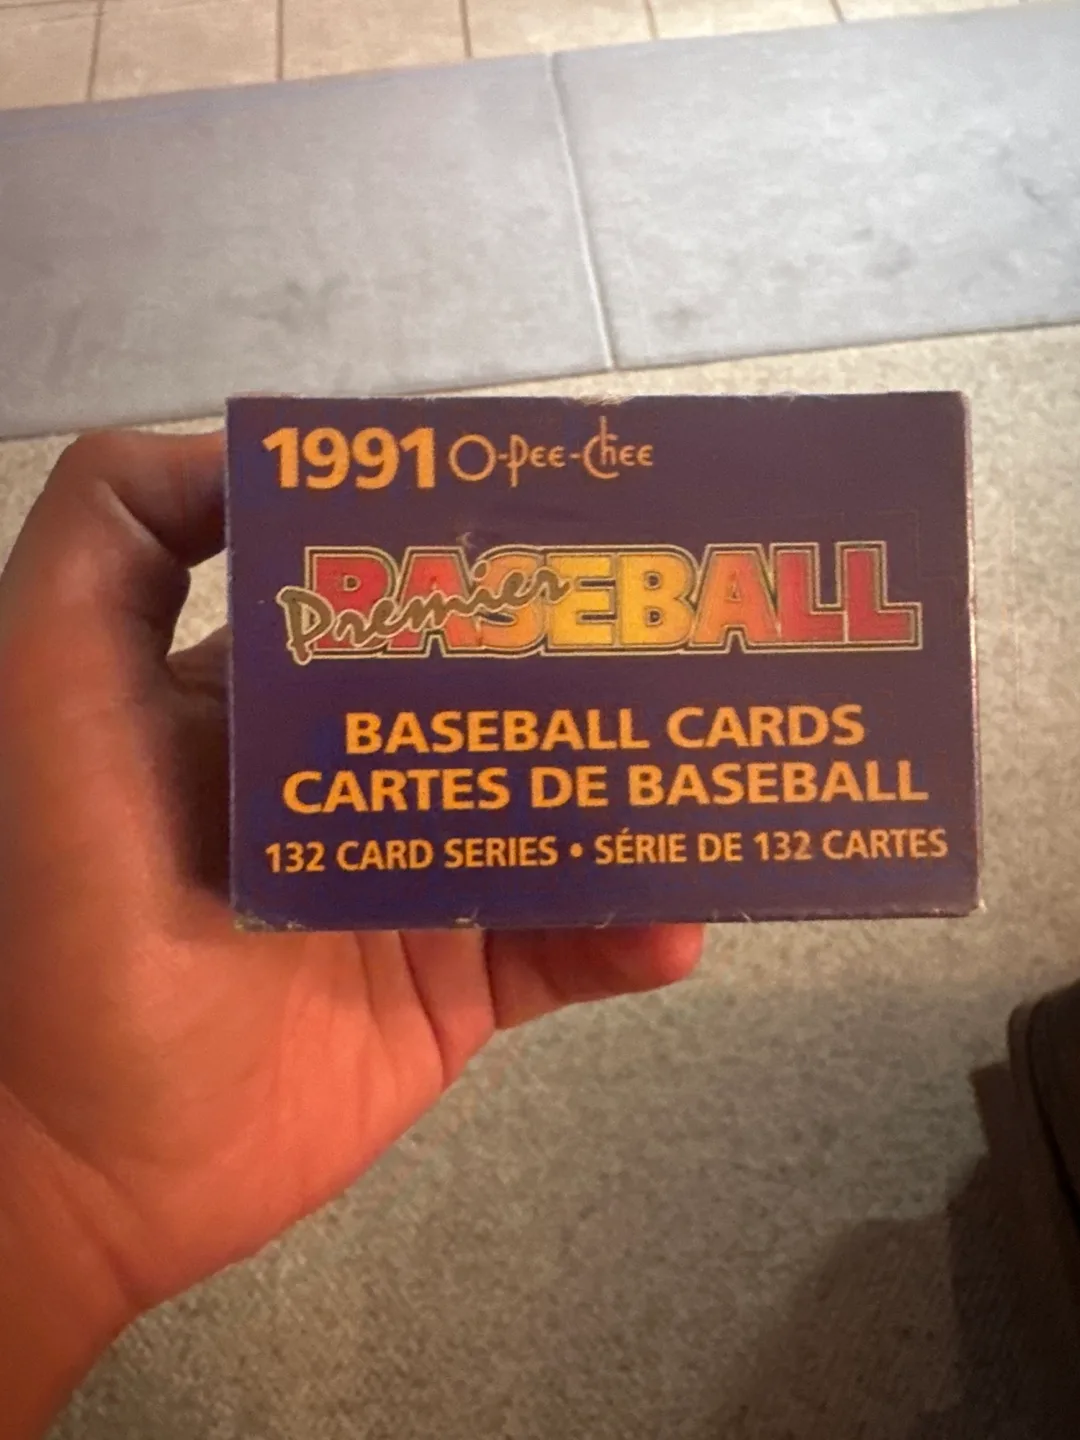 1991 O-Pee-Chee
Premier BASEBALL
BASEBALL CARDS
CARTES DE BASEBALL
132 CARD SERIES • SÉRIE DE 132 CARTES